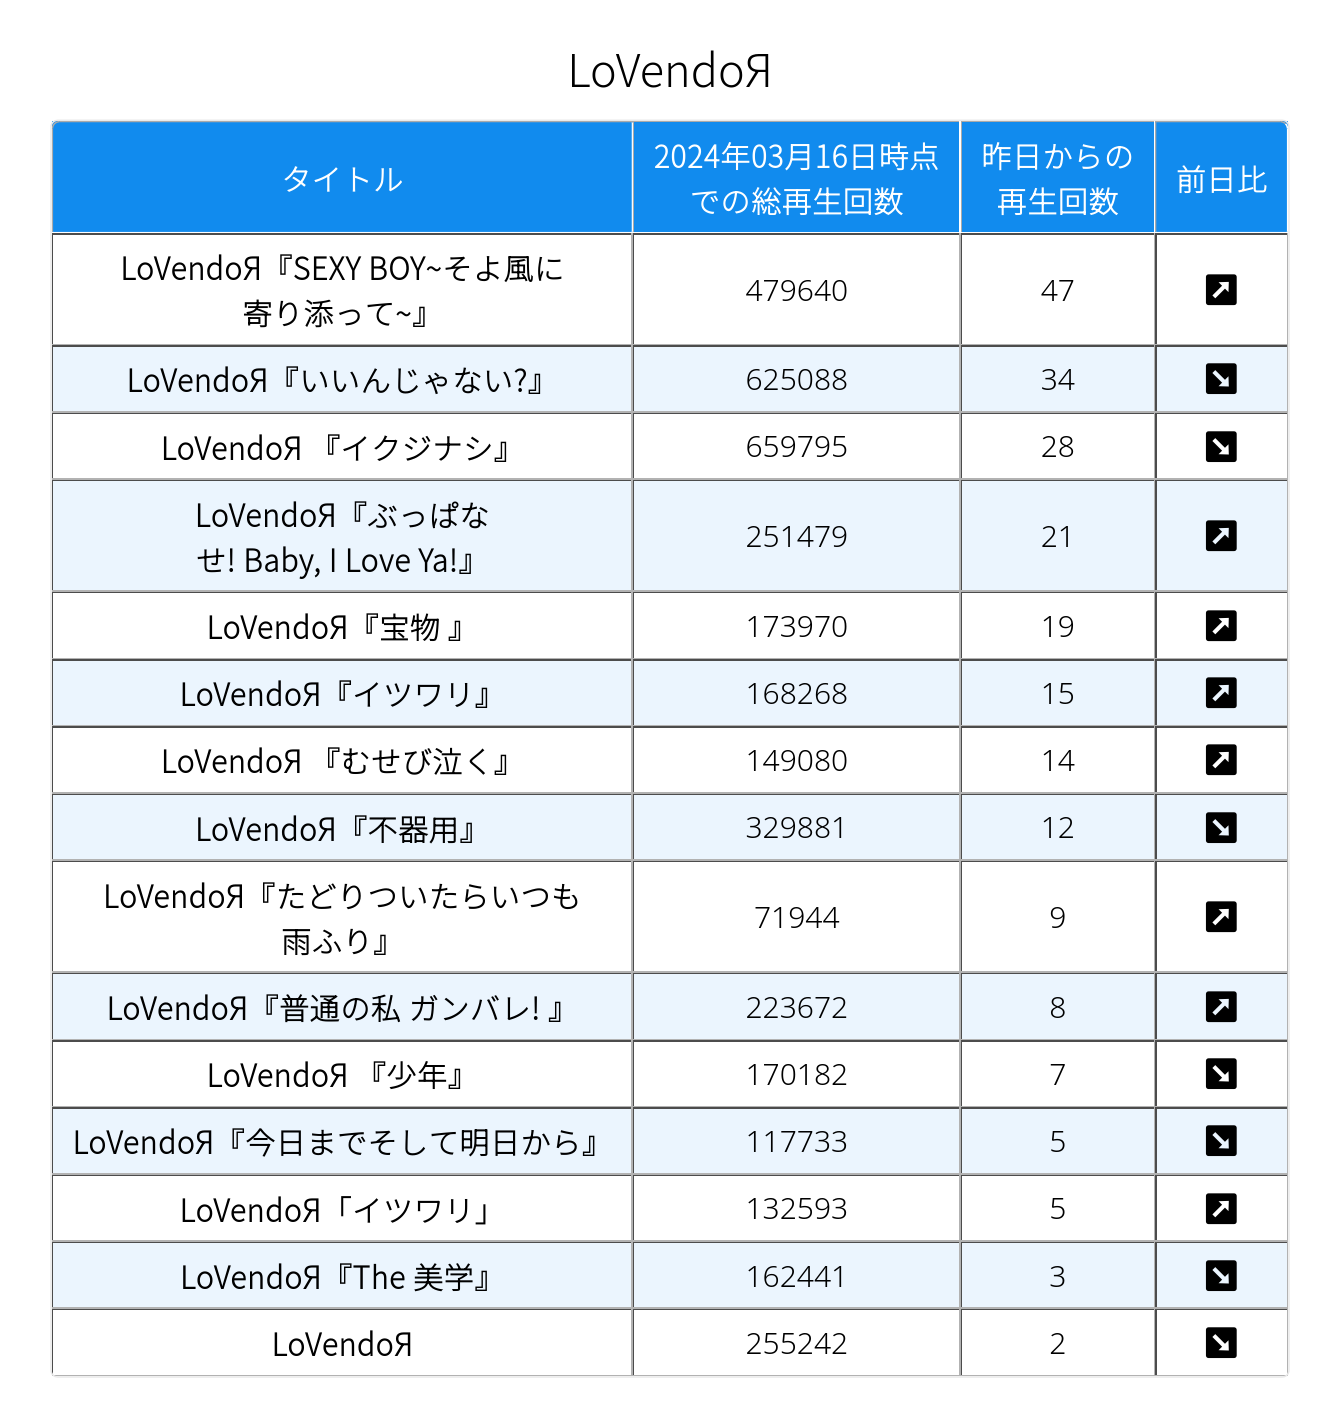 LoVendoЯ
タイトル
2024年03月16日時点
での総再生回数
昨日からの
再生回数
前日比
LoVendoЯ『SEXY BOY~そよ風に
寄り添って~』
479640
47
LoVendoЯ『いいんじゃない?』
625088
34
LoVendoЯ 『イクジナシ』
659795
28
LoVendoЯ『ぶっぱな
せ! Baby, I Love Ya!』
251479
21
LoVendoЯ『宝物 』
173970
19
LoVendoЯ『イツワリ』
168268
15
LoVendoЯ 『むせび泣く』
149080
14
LoVendoЯ『不器用』
329881
12
LoVendoЯ『たどりついたらいつも
雨ふり』
71944
9
LoVendoЯ『普通の私 ガンバレ! 』
223672
8
LoVendoЯ 『少年』
170182
7
LoVendoЯ『今日までそして明日から』
117733
5
LoVendoЯ「イツワリ」
132593
5
LoVendoЯ『The 美学』
162441
3
LoVendoЯ
255242
2